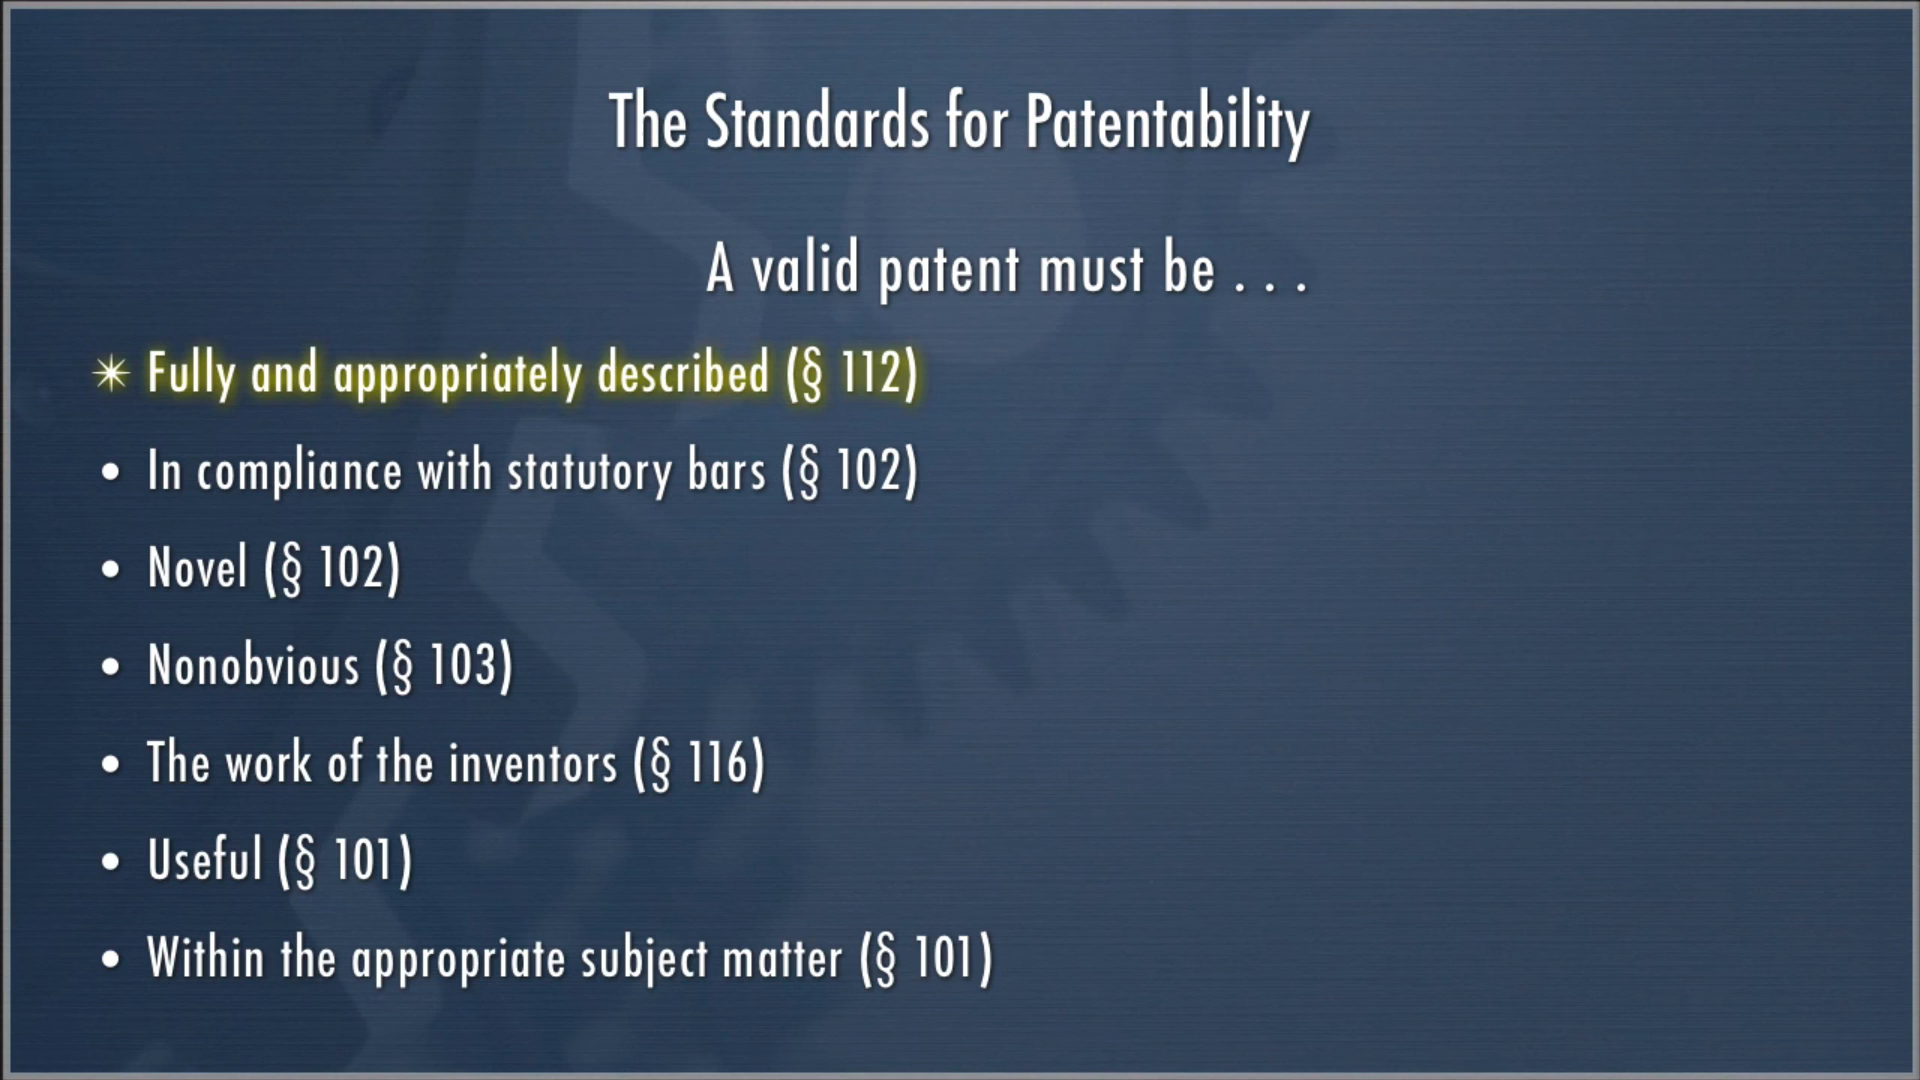 The Standards for Patentability
A valid patent must be . . .
✴ Fully and appropriately described (§ 112)
• In compliance with statutory bars (§ 102)
• Novel (§ 102)
• Nonobvious (§ 103)
• The work of the inventors (§ 116)
• Useful (§ 101)
• Within the appropriate subject matter (§ 101)